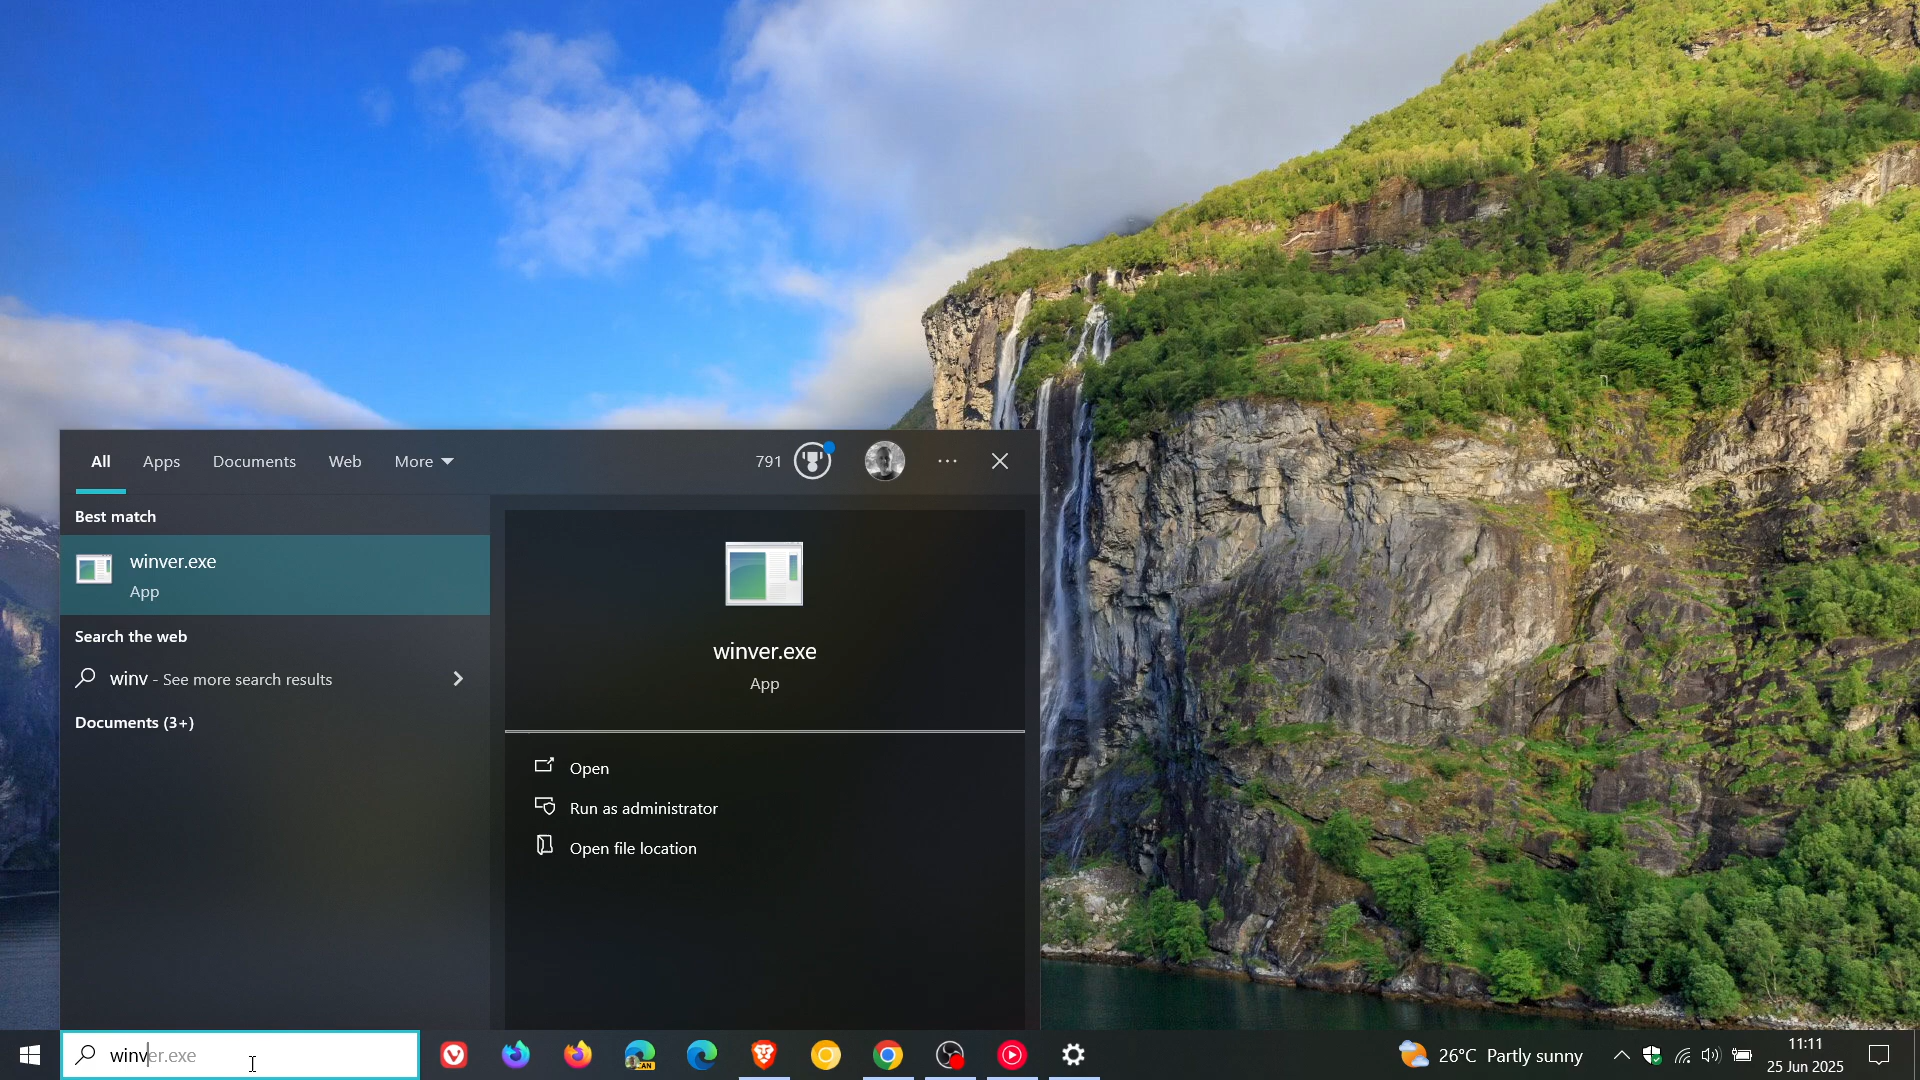 All Apps Documents Web More 791
Best match
winver.exe
App
Search the web
winv - See more search results
Documents (3+)
winver.exe
App
Open
Run as administrator
Open file location
winver.exe
CAN
26°C Partly sunny
11:11
25 Jun 2025